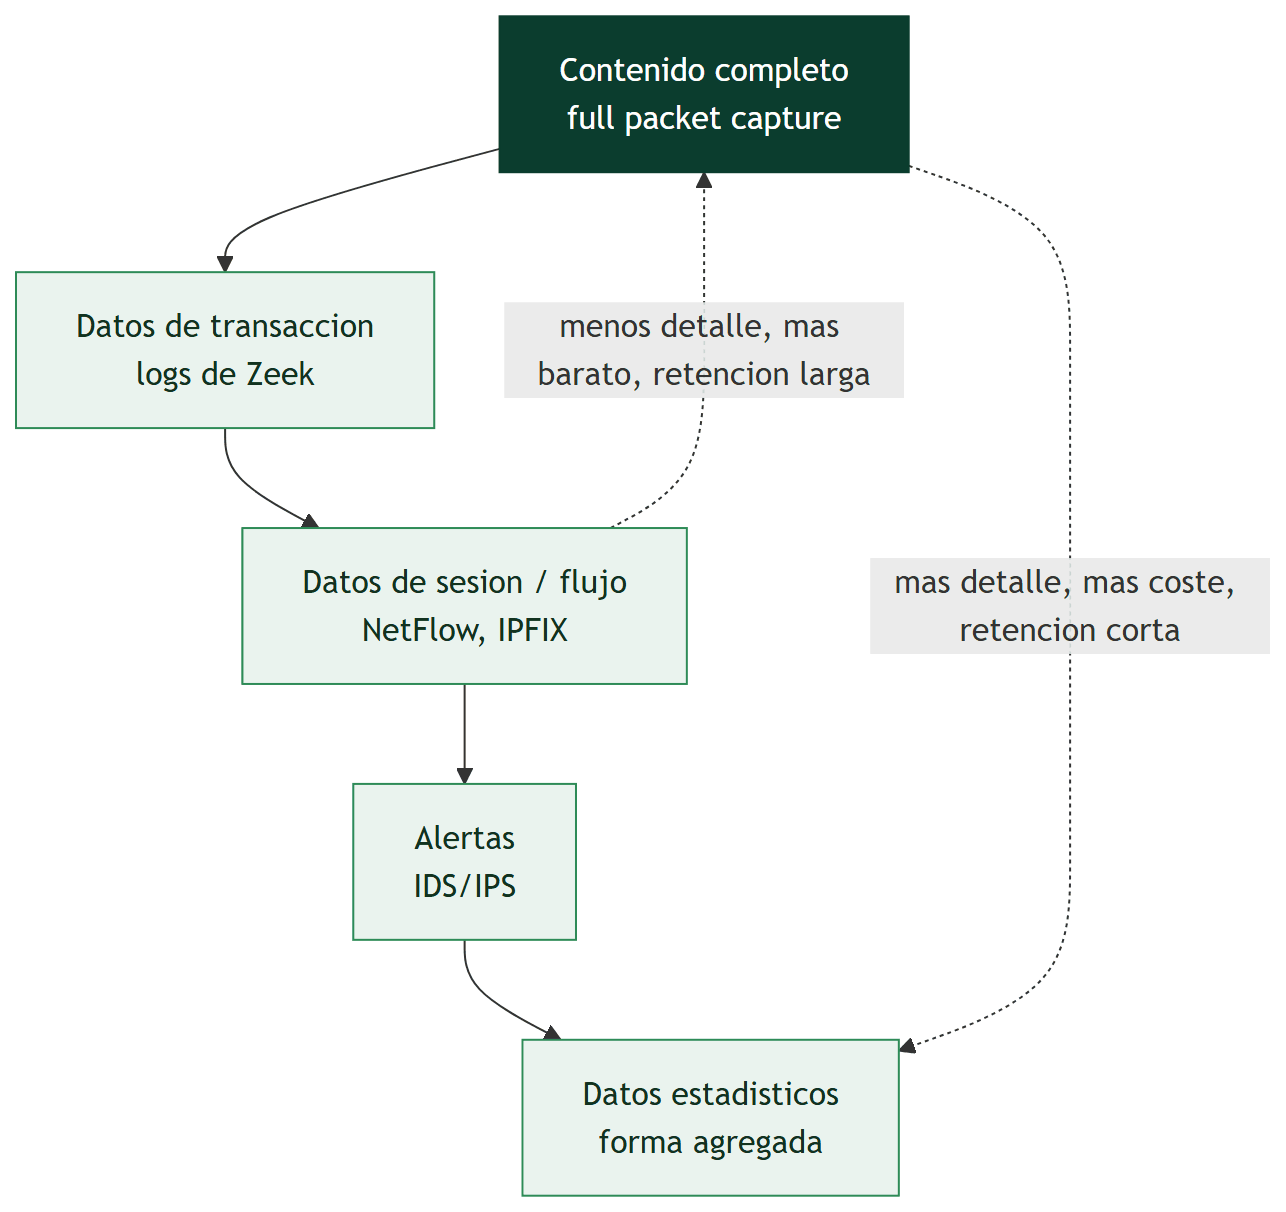 Contenido completo
full packet capture
Datos de transaccion
logs de Zeek
menos detalle, mas
barato, retencion larga
Datos de sesion / flujo
NetFlow, IPFIX
mas detalle, mas coste,
retencion corta
Alertas
IDS/IPS
Datos estadisticos
forma agregada